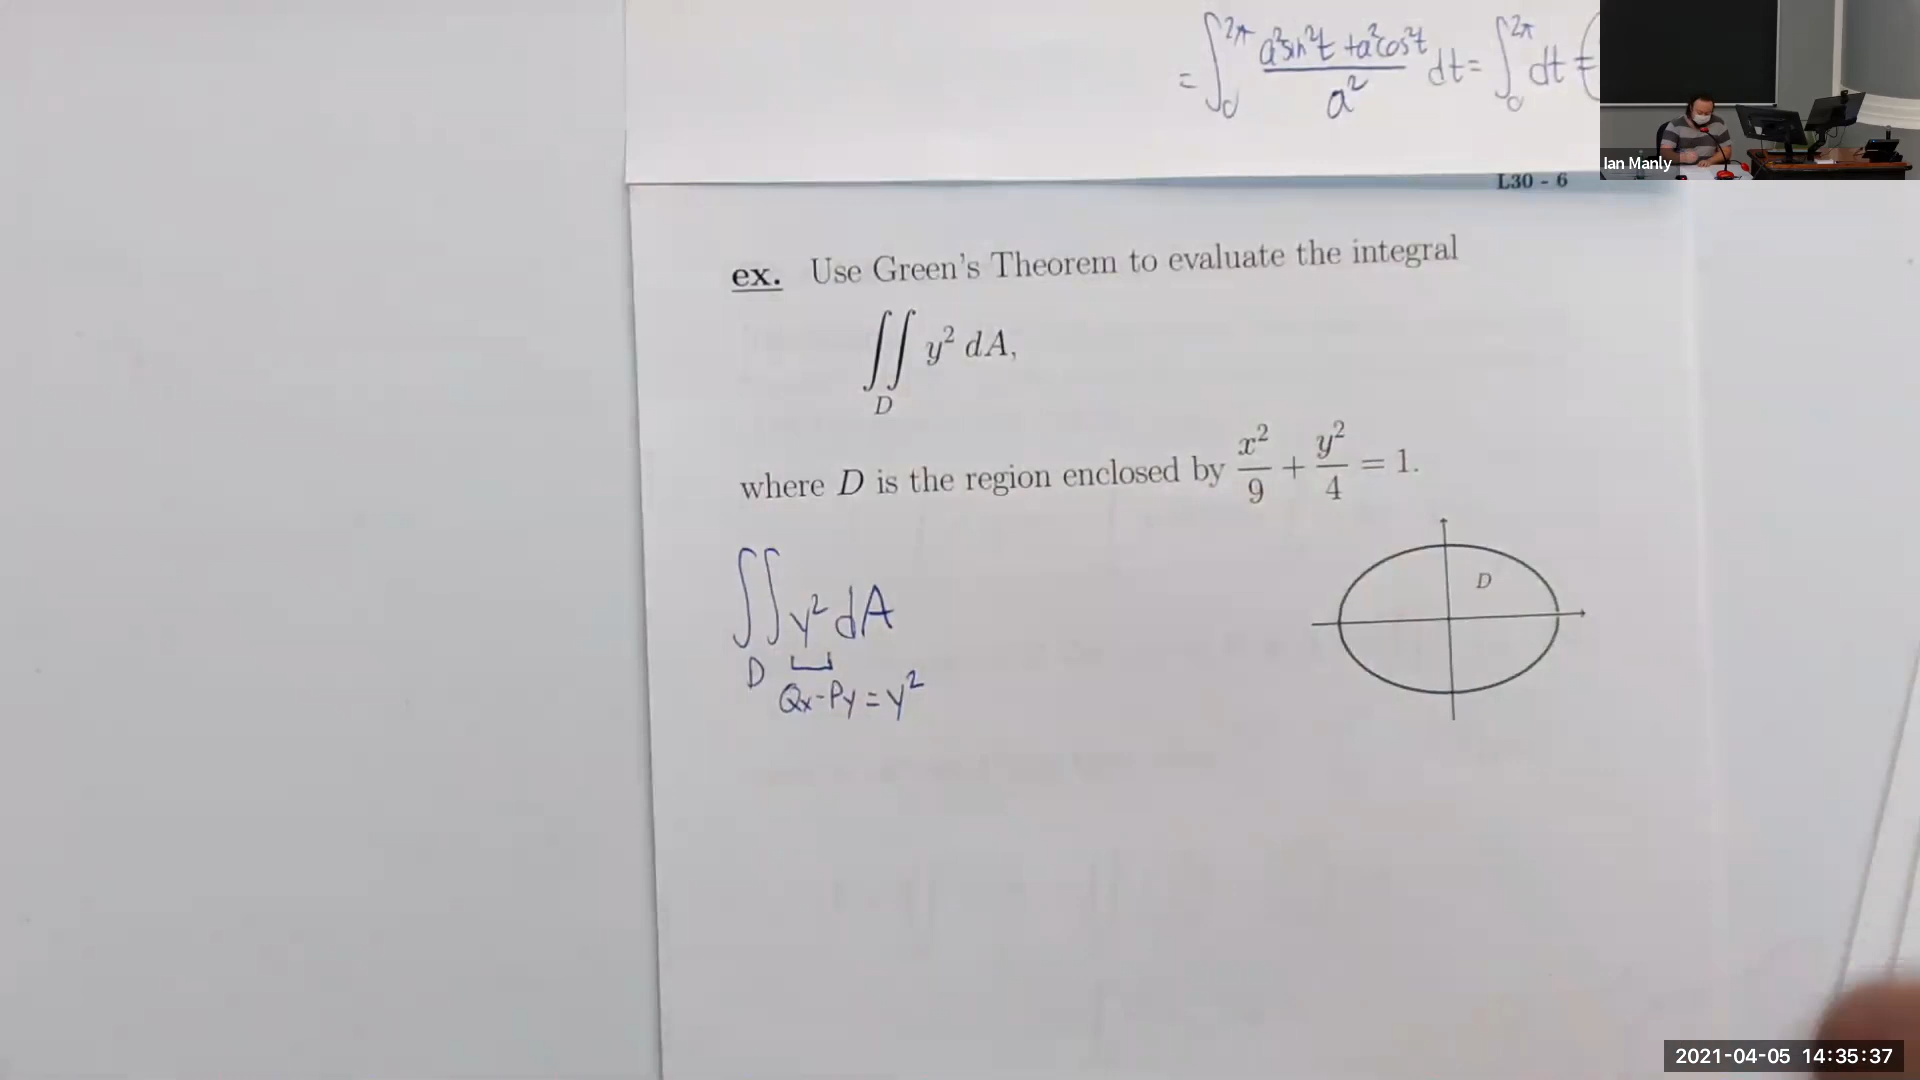 = ∫₀^2π (a²sin²t + a²cos²t)/a² dt = ∫₀^2π dt =
Ian Manly
L30 - 6
ex. Use Green's Theorem to evaluate the integral
∬_D y² dA,
where D is the region enclosed by x²/9 + y²/4 = 1.
D
∬_D y² dA
Qx - Py = y²
2021-04-05 14:35:37